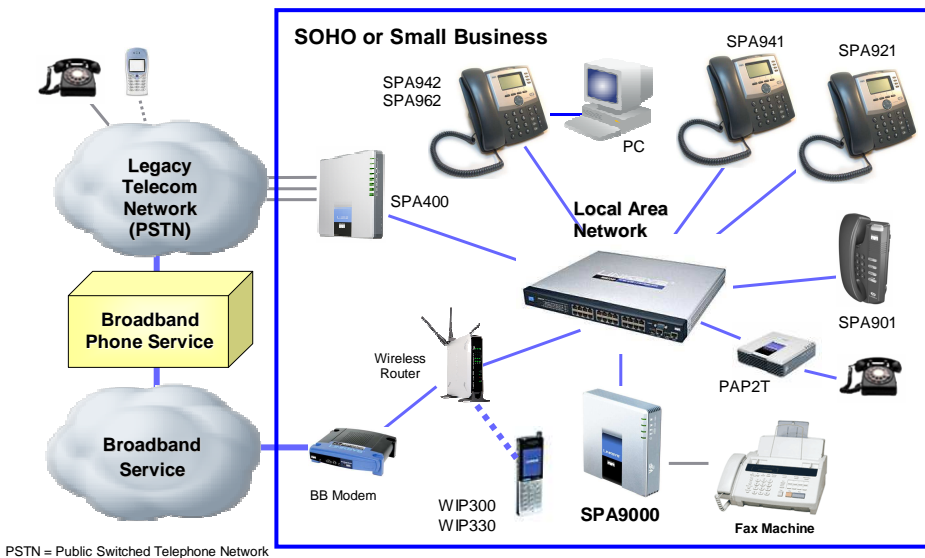 SOHO or Small Business
SPA942
SPA962
PC
SPA941
SPA921
Legacy
Telecom
Network
(PSTN)
SPA400
Local Area
Network
SPA901
Broadband
Phone Service
Wireless
Router
PAP2T
Broadband
Service
BB Modem
WIP300
WIP330
SPA9000
Fax Machine
PSTN = Public Switched Telephone Network